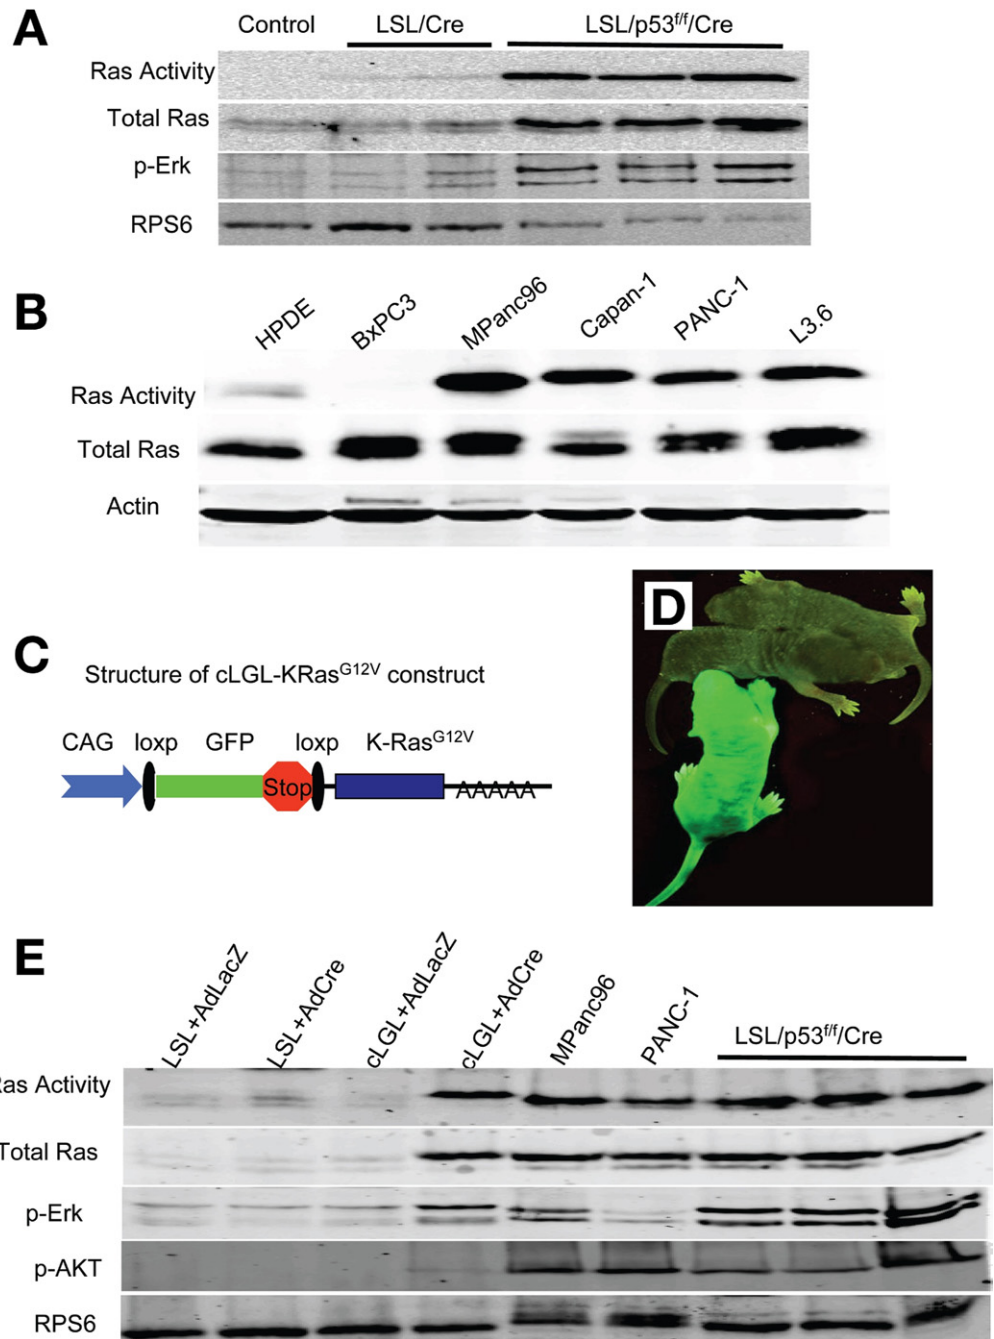 A
Control LSL/Cre LSL/p53f/f/Cre
Ras Activity
Total Ras
p-Erk
RPS6
B
HPDE BxPC3 MPanc96 Capan-1 PANC-1 L3.6
Ras Activity
Total Ras
Actin
C
Structure of cLGL-KRasG12V construct
CAG loxp GFP loxp K-RasG12V
Stop
AAAAA
D
E
LSL+AdLacZ LSL+AdCre cLGL+AdLacZ cLGL+AdCre MPanc96 PANC-1 LSL/p53f/f/Cre
Ras Activity
Total Ras
p-Erk
p-AKT
RPS6